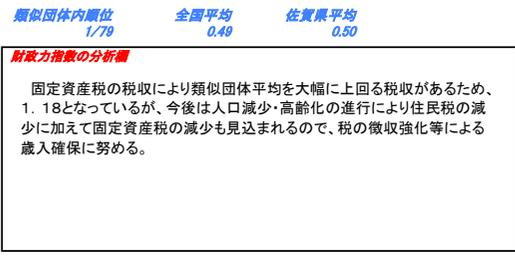 類似団体内順位 全国平均 佐賀県平均
1/79 0.49 0.50
財政力指数の分析欄
固定資産税の税収により類似団体平均を大幅に上回る税収があるため、
1．18となっているが、今後は人口減少・高齢化の進行により住民税の減
少に加えて固定資産税の減少も見込まれるので、税の徴収強化等による
歳入確保に努める。